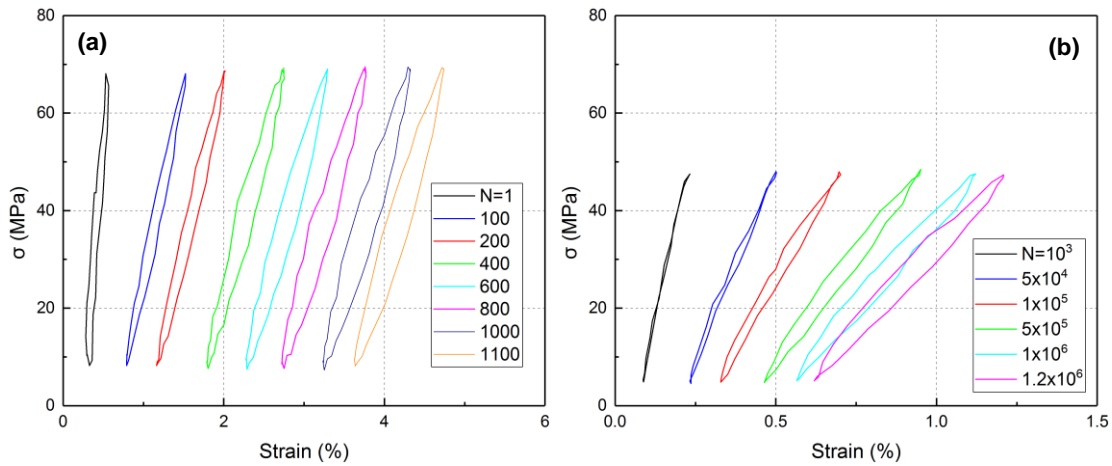 (a)
80
60
40
20
0
σ (MPa)
0
2
4
6
Strain (%)
N=1
100
200
400
600
800
1000
1100
(b)
80
60
40
20
0
σ (MPa)
0.0
0.5
1.0
1.5
Strain (%)
N=10³
5x10⁴
1x10⁵
5x10⁵
1x10⁶
1.2x10⁶